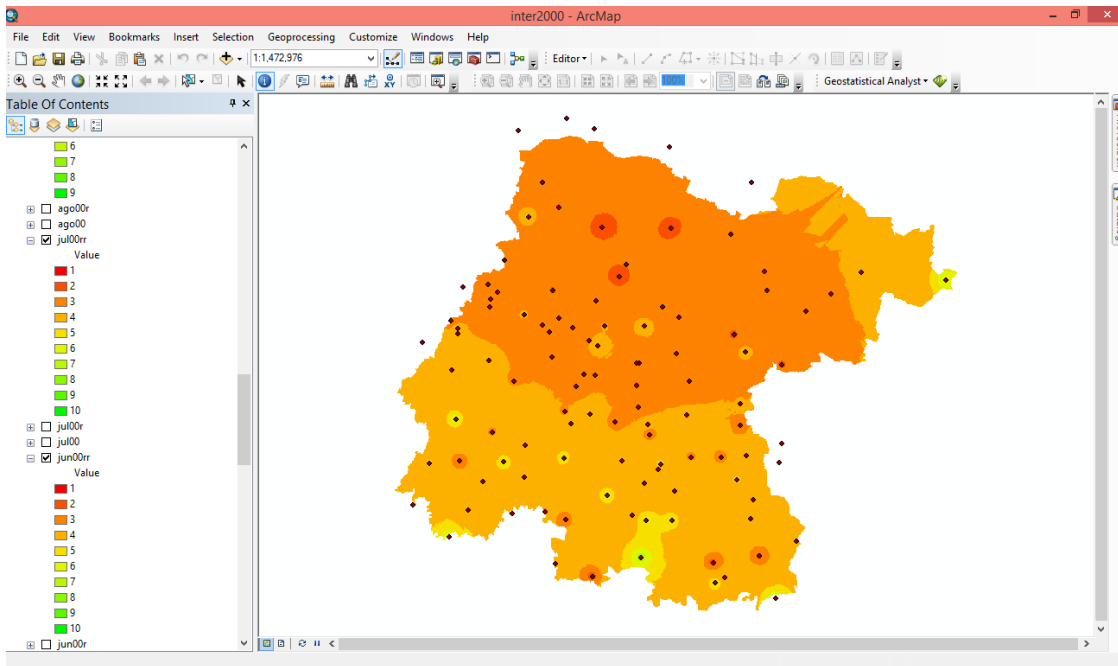 inter2000 - ArcMap
File Edit View Bookmarks Insert Selection Geoprocessing Customize Windows Help
1:1,472,976
Editor
100%
Geostatistical Analyst
Table Of Contents
6
7
8
9
ago00r
ago00
jul00rr
Value
1
2
3
4
5
6
7
8
9
10
jul00r
jul00
jun00rr
Value
1
2
3
4
5
6
7
8
9
10
jun00r